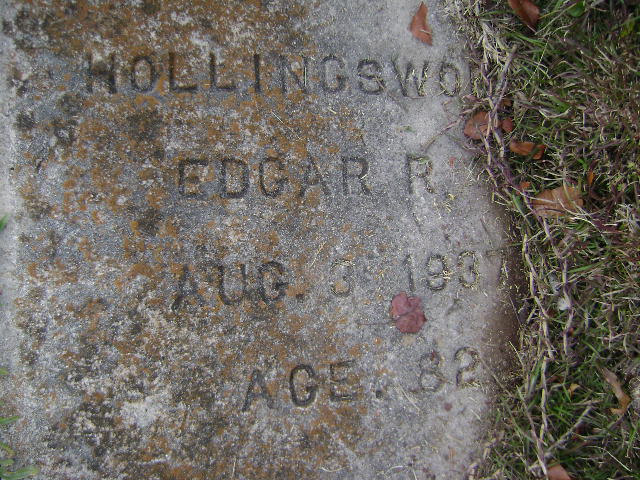 HOLLINGSWO
EDGAR R.
AUG. 3, 1937
AGE. 82